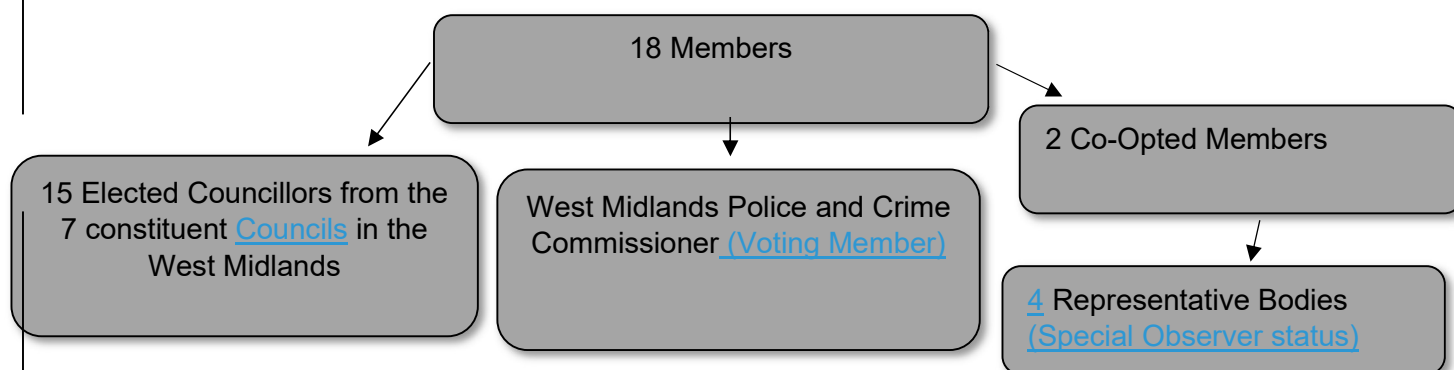 18 Members
15 Elected Councillors from the
7 constituent Councils in the
West Midlands
West Midlands Police and Crime
Commissioner (Voting Member)
2 Co-Opted Members
4 Representative Bodies
(Special Observer status)